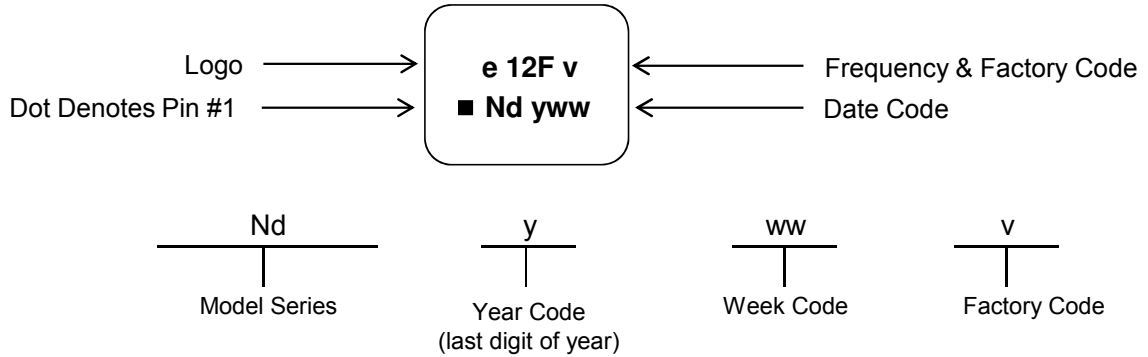 Logo
e 12F v
Frequency & Factory Code
Dot Denotes Pin #1
■ Nd yww
Date Code
Nd
y
ww
v
Model Series
Year Code
(last digit of year)
Week Code
Factory Code